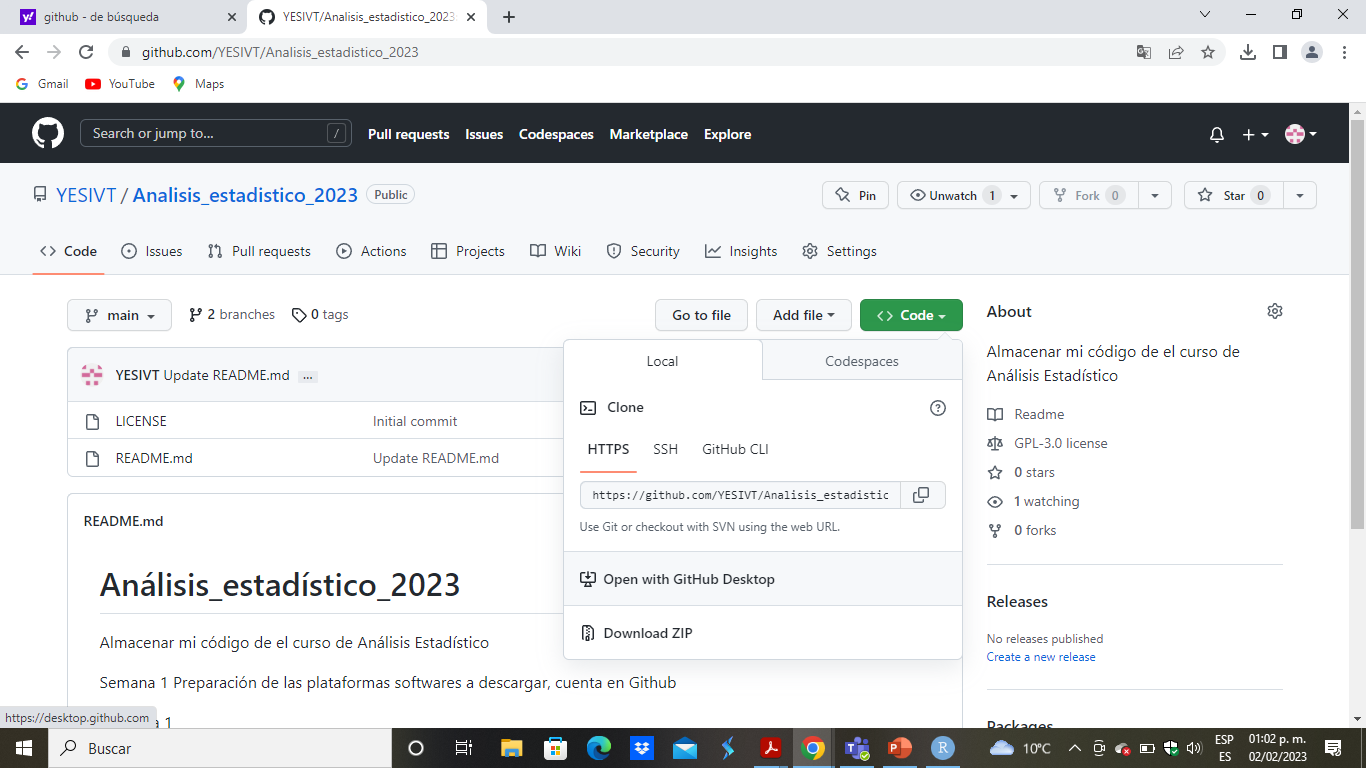 github - de búsqueda
YESIVT/Analisis_estadistico_2023
github.com/YESIVT/Analisis_estadistico_2023
Gmail YouTube Maps
Search or jump to... / Pull requests Issues Codespaces Marketplace Explore
YESIVT / Analisis_estadistico_2023 Public Pin Unwatch 1 Fork 0 Star 0
Code Issues Pull requests Actions Projects Wiki Security Insights Settings
main 2 branches 0 tags Go to file Add file Code
About
Almacenar mi código de el curso de
Análisis Estadístico
Readme
GPL-3.0 license
0 stars
1 watching
0 forks
Releases
No releases published
Create a new release
Packages
Local Codespaces
Clone
HTTPS SSH GitHub CLI
https://github.com/YESIVT/Analisis_estadistic
Use Git or checkout with SVN using the web URL.
Open with GitHub Desktop
Download ZIP
YESIVT Update README.md ...
LICENSE Initial commit
README.md Update README.md
README.md
Análisis_estadístico_2023
Almacenar mi código de el curso de Análisis Estadístico
Semana 1 Preparación de las plataformas softwares a descargar, cuenta en Github
a 1
https://desktop.github.com
Buscar
10°C
ESP
ES
01:02 p. m.
02/02/2023